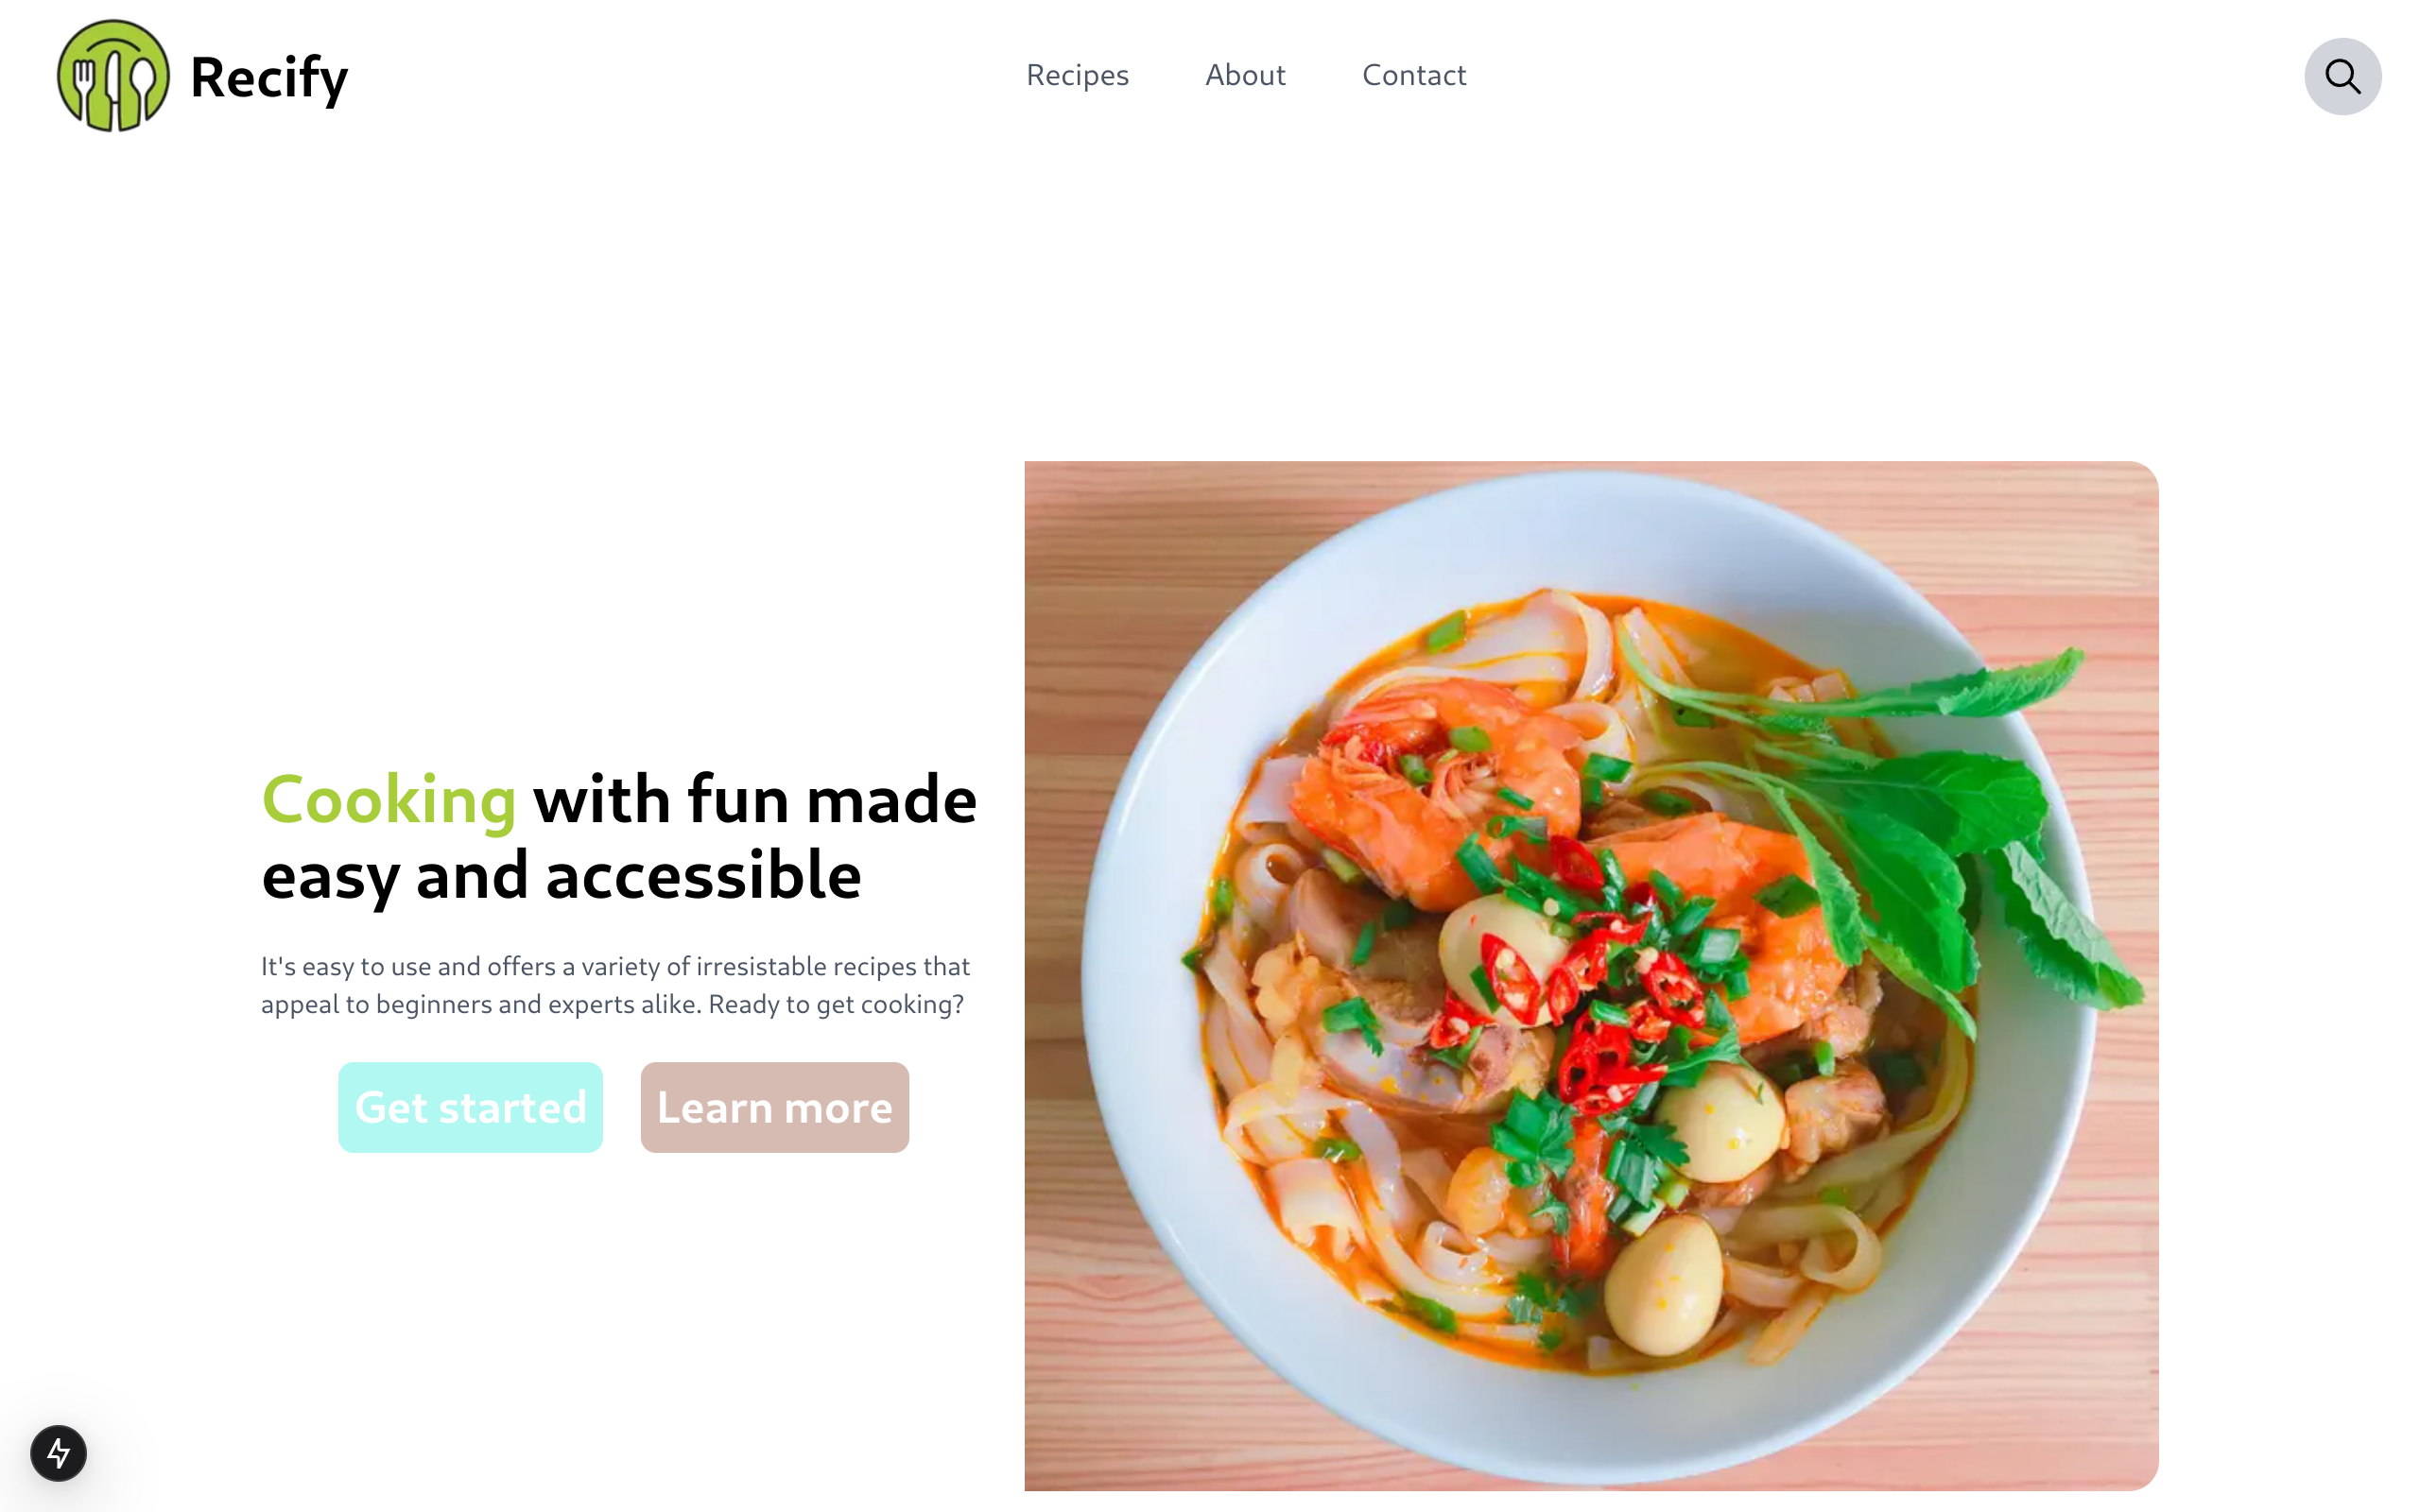 Recify
Recipes
About
Contact
Cooking with fun made
easy and accessible
It's easy to use and offers a variety of irresistable recipes that
appeal to beginners and experts alike. Ready to get cooking?
Get started
Learn more